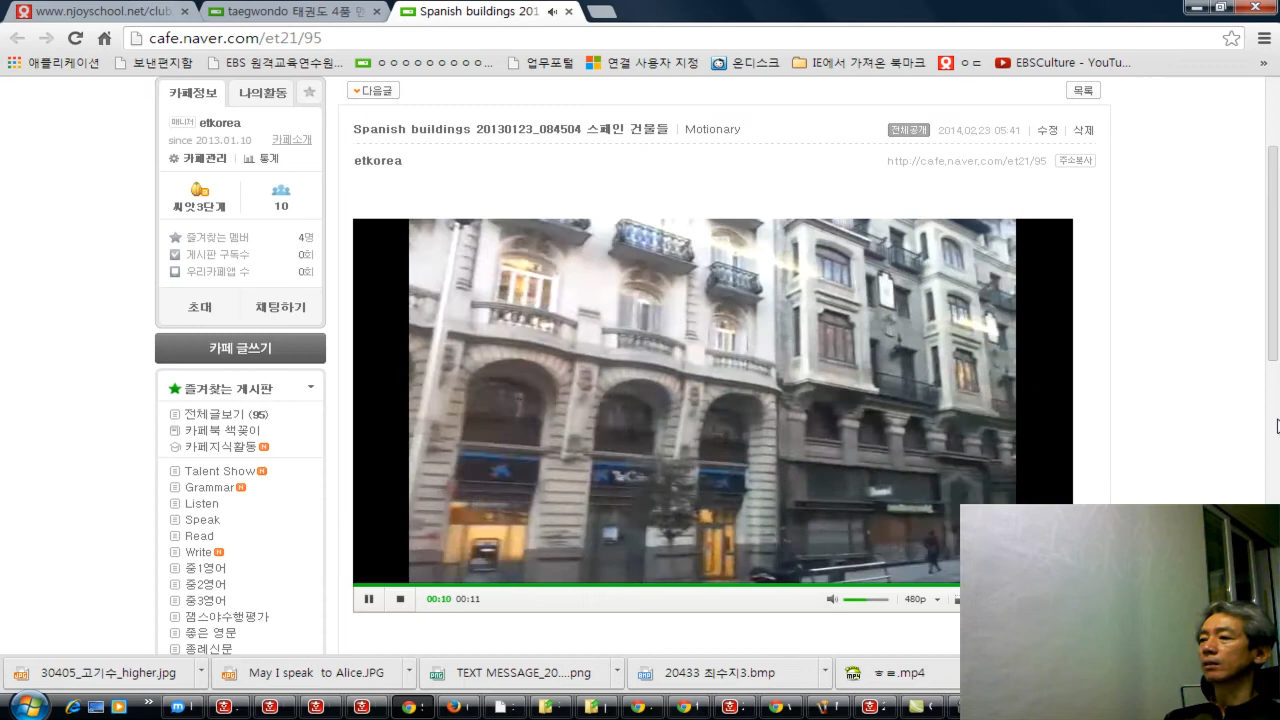 www.njoyschool.net/club
taegwondo 태권도 4품
Spanish buildings 201
cafe.naver.com/et21/95
애플리케이션
보낸편지함
EBS 원격교육연수원...
ㅇㅇㅇㅇㅇㅇㅇㅇㅇ...
업무포털
연결 사용자 지정
온디스크
IE에서 가져온 북마크
ㅇㄷ
EBSCulture - YouTu...
»
카페정보
나의활동
매니저 etkorea
since 2013.01.10
카페소개
카페관리
통계
씨앗3단계
10
즐겨찾는 멤버 4명
게시판 구독수 0회
우리카페앱 수 0회
초대
채팅하기
카페 글쓰기
즐겨찾는 게시판
전체글보기 (95)
카페북 책꽂이
카페지식활동 N
Talent Show N
Grammar N
Listen
Speak
Read
Write N
중1영어
중2영어
중3영어
잼스야수행평가
좋은 영문
종례신문
다음글
목록
Spanish buildings 20130123_084504 스페인 건물들 | Motionary
전체공개 2014.02.23 05:41 | 수정 | 삭제
etkorea
http://cafe.naver.com/et21/95 주소복사
00:10 00:11
480p
30405_고기수_higher.jpg
May I speak to Alice.JPG
TEXT MESSAGE_20....png
20433 최수지3.bmp
ㅎㅍ.mp4